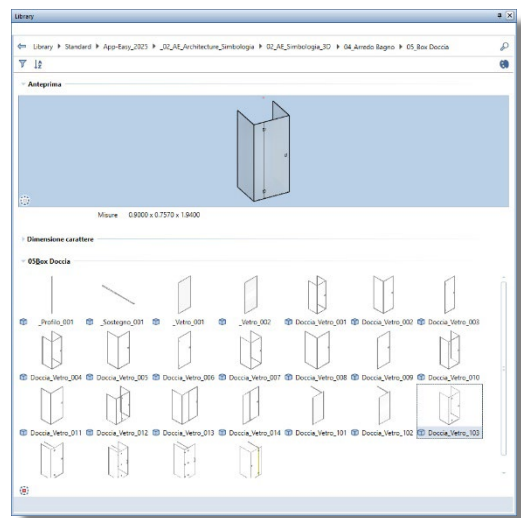 Library
Library Standard App-Easy_2025 _02_AE_Architecture_Simbologia 02_AE_Simbologia_3D 04_Arredo Bagno 05_Box Doccia
Anteprima
Misure 0.9000 x 0.7570 x 1.9400
Dimensione carattere
05_Box Doccia
_Profilo_001 _Sostegno_001 _Vetro_001 _Vetro_002 Doccia_Vetro_001 Doccia_Vetro_002 Doccia_Vetro_003
Doccia_Vetro_004 Doccia_Vetro_005 Doccia_Vetro_006 Doccia_Vetro_007 Doccia_Vetro_008 Doccia_Vetro_009 Doccia_Vetro_010
Doccia_Vetro_011 Doccia_Vetro_012 Doccia_Vetro_013 Doccia_Vetro_014 Doccia_Vetro_101 Doccia_Vetro_102 Doccia_Vetro_103